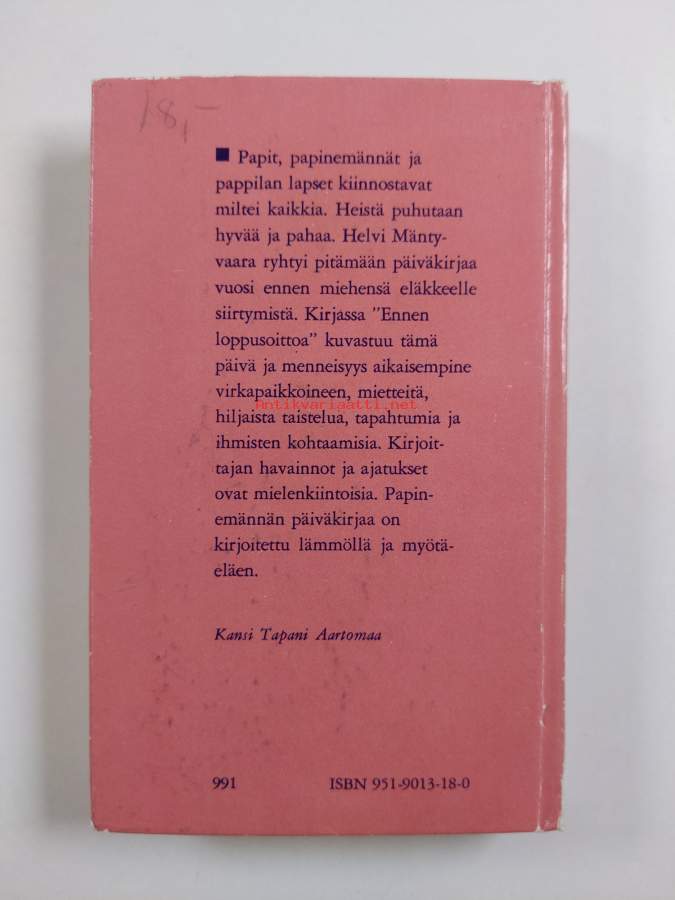 18,-
■ Papit, papinemännät ja
pappilan lapset kiinnostavat
miltei kaikkia. Heistä puhutaan
hyvää ja pahaa. Helvi Mänty-
vaara ryhtyi pitämään päiväkirjaa
vuosi ennen miehensä eläkkeelle
siirtymistä. Kirjassa "Ennen
loppusoittoa" kuvastuu tämä
päivä ja menneisyys aikaisempine
virkapaikkoineen, mietteitä,
Antikvariaatti.net
hiljaista taistelua, tapahtumia ja
ihmisten kohtaamisia. Kirjoit-
tajan havainnot ja ajatukset
ovat mielenkiintoisia. Papin-
emännän päiväkirjaa on
kirjoitettu lämmöllä ja myötä-
eläen.
Kansi Tapani Aartomaa
991 ISBN 951-9013-18-0